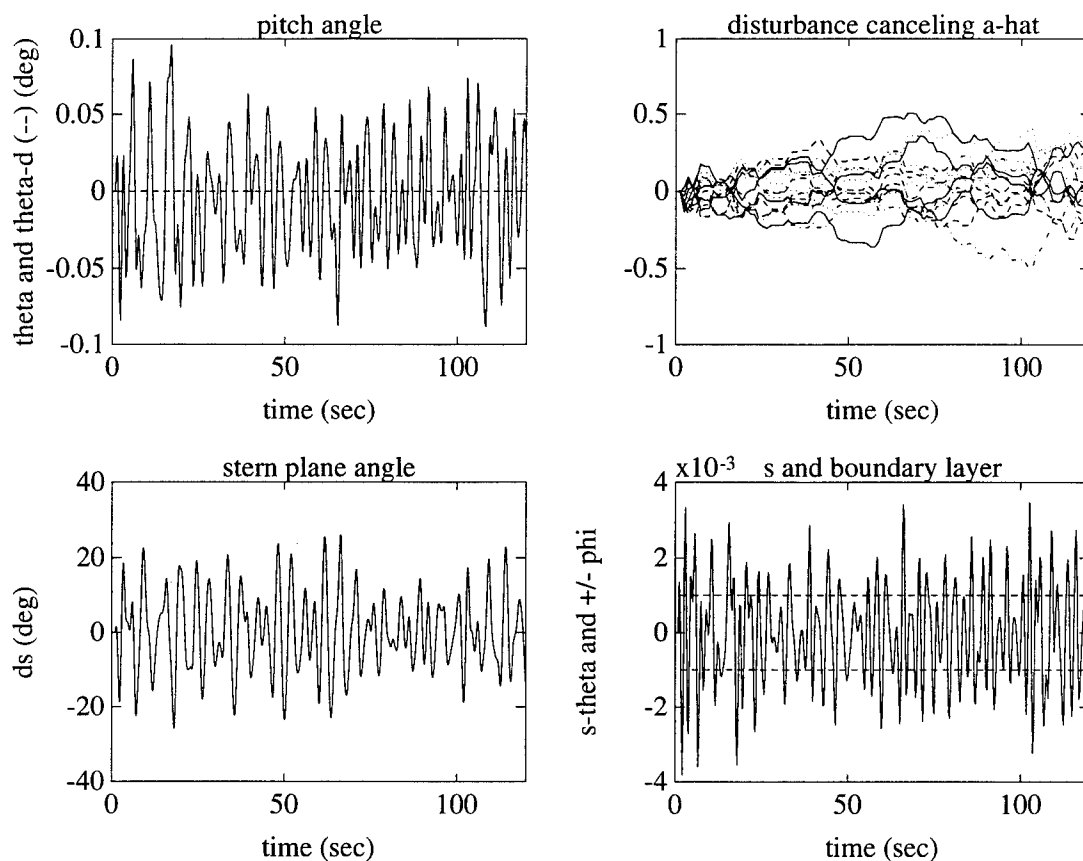 pitch angle
theta and theta-d (--) (deg)
0.1
0.05
0
-0.05
-0.1
0 50 100
time (sec)
disturbance canceling a-hat
1
0.5
0
-0.5
-1
0 50 100
time (sec)
stern plane angle
ds (deg)
40
20
0
-20
-40
0 50 100
time (sec)
x10-3 s and boundary layer
s-theta and +/- phi
4
2
0
-2
-4
0 50 100
time (sec)